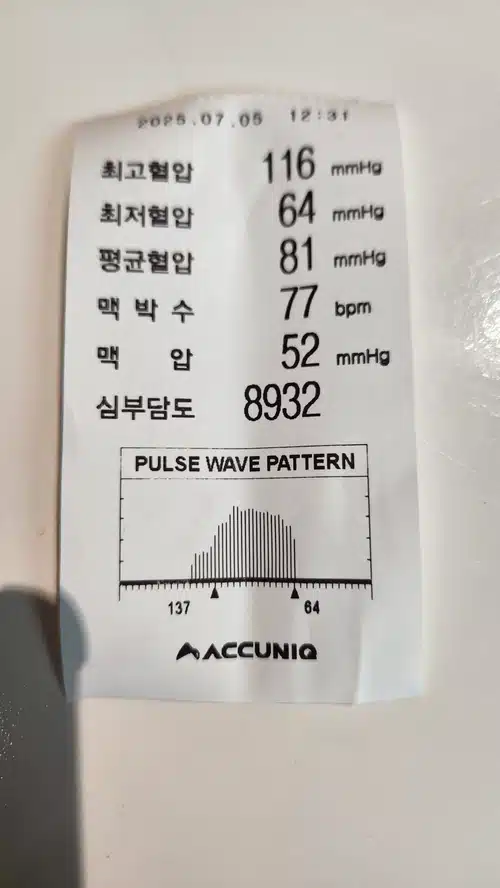 2025.07.05 12:31
최고혈압 116 mmHg
최저혈압 64 mmHg
평균혈압 81 mmHg
맥 박 수 77 bpm
맥 압 52 mmHg
심부담도 8932
PULSE WAVE PATTERN
137 64
ACCUNIQ